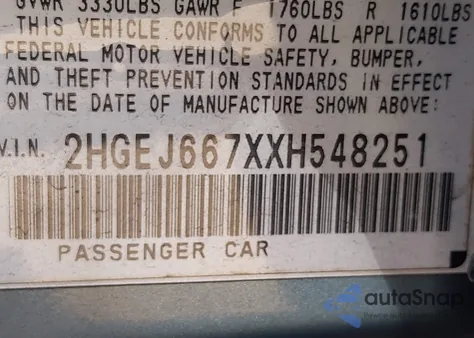 GVWR 3330LBS GAWR F 1760LBS R 1610LBS
THIS VEHICLE CONFORMS TO ALL APPLICABLE
FEDERAL MOTOR VEHICLE SAFETY, BUMPER,
AND THEFT PREVENTION STANDARDS IN EFFECT
ON THE DATE OF MANUFACTURE SHOWN ABOVE:
V.I.N. 2HGEJ667XXH548251
PASSENGER CAR
autaSnap